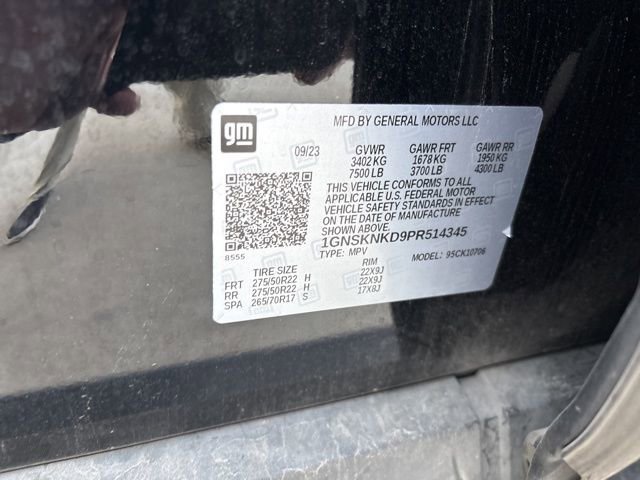 gm
MFD BY GENERAL MOTORS LLC
09/23 GVWR GAWR FRT GAWR RR
3402 KG 1678 KG 1950 KG
7500 LB 3700 LB 4300 LB
THIS VEHICLE CONFORMS TO ALL
APPLICABLE U.S. FEDERAL MOTOR
VEHICLE SAFETY STANDARDS IN EFFECT
ON THE DATE OF MANUFACTURE
SHOWN ABOVE.
1GNSKNKD9PR514345
8555 TYPE: MPV MODEL: 95CK10706
TIRE SIZE RIM
FRT 275/50R22 H 22X9J
RR 275/50R22 H 22X9J
SPA 265/70R17 S 17X8J